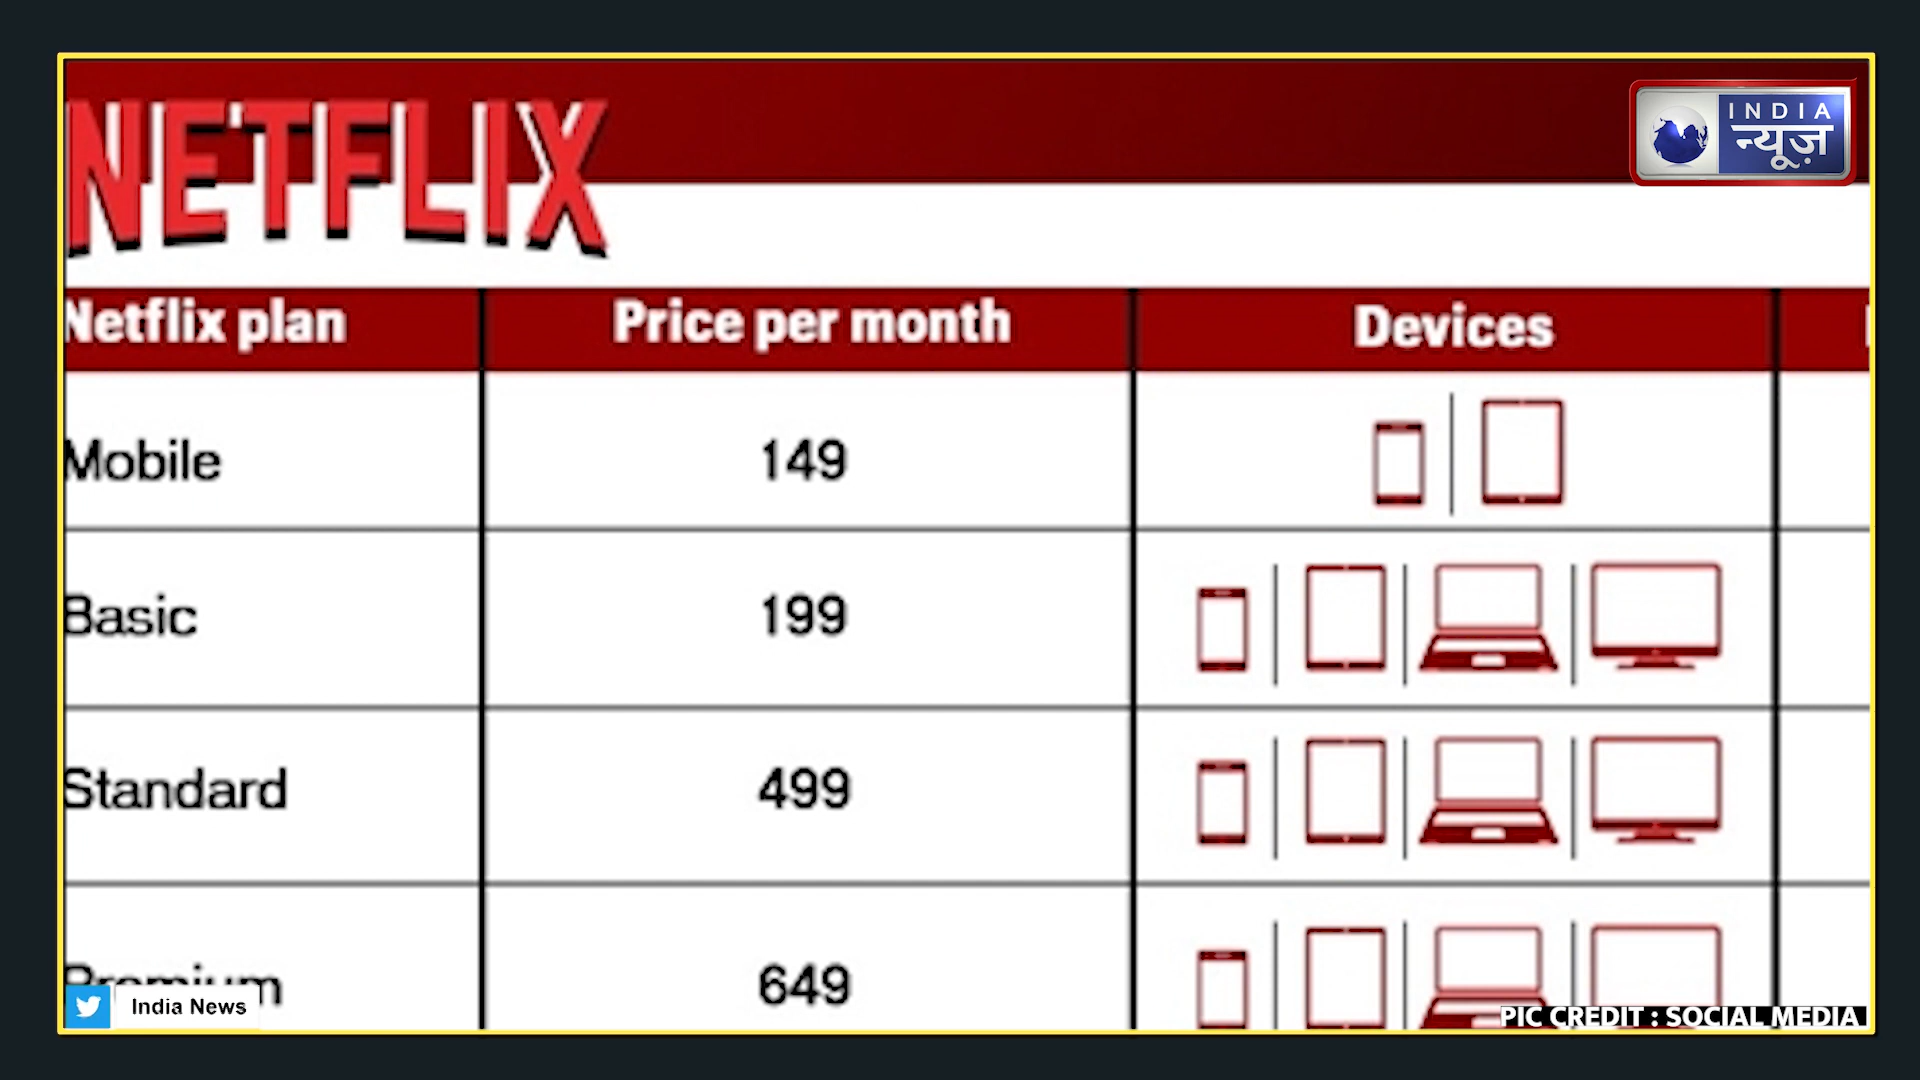 NETFLIX
INDIA
न्यूज़
Netflix plan Price per month Devices
Mobile 149
Basic 199
Standard 499
Premium 649
India News
PIC CREDIT : SOCIAL MEDIA